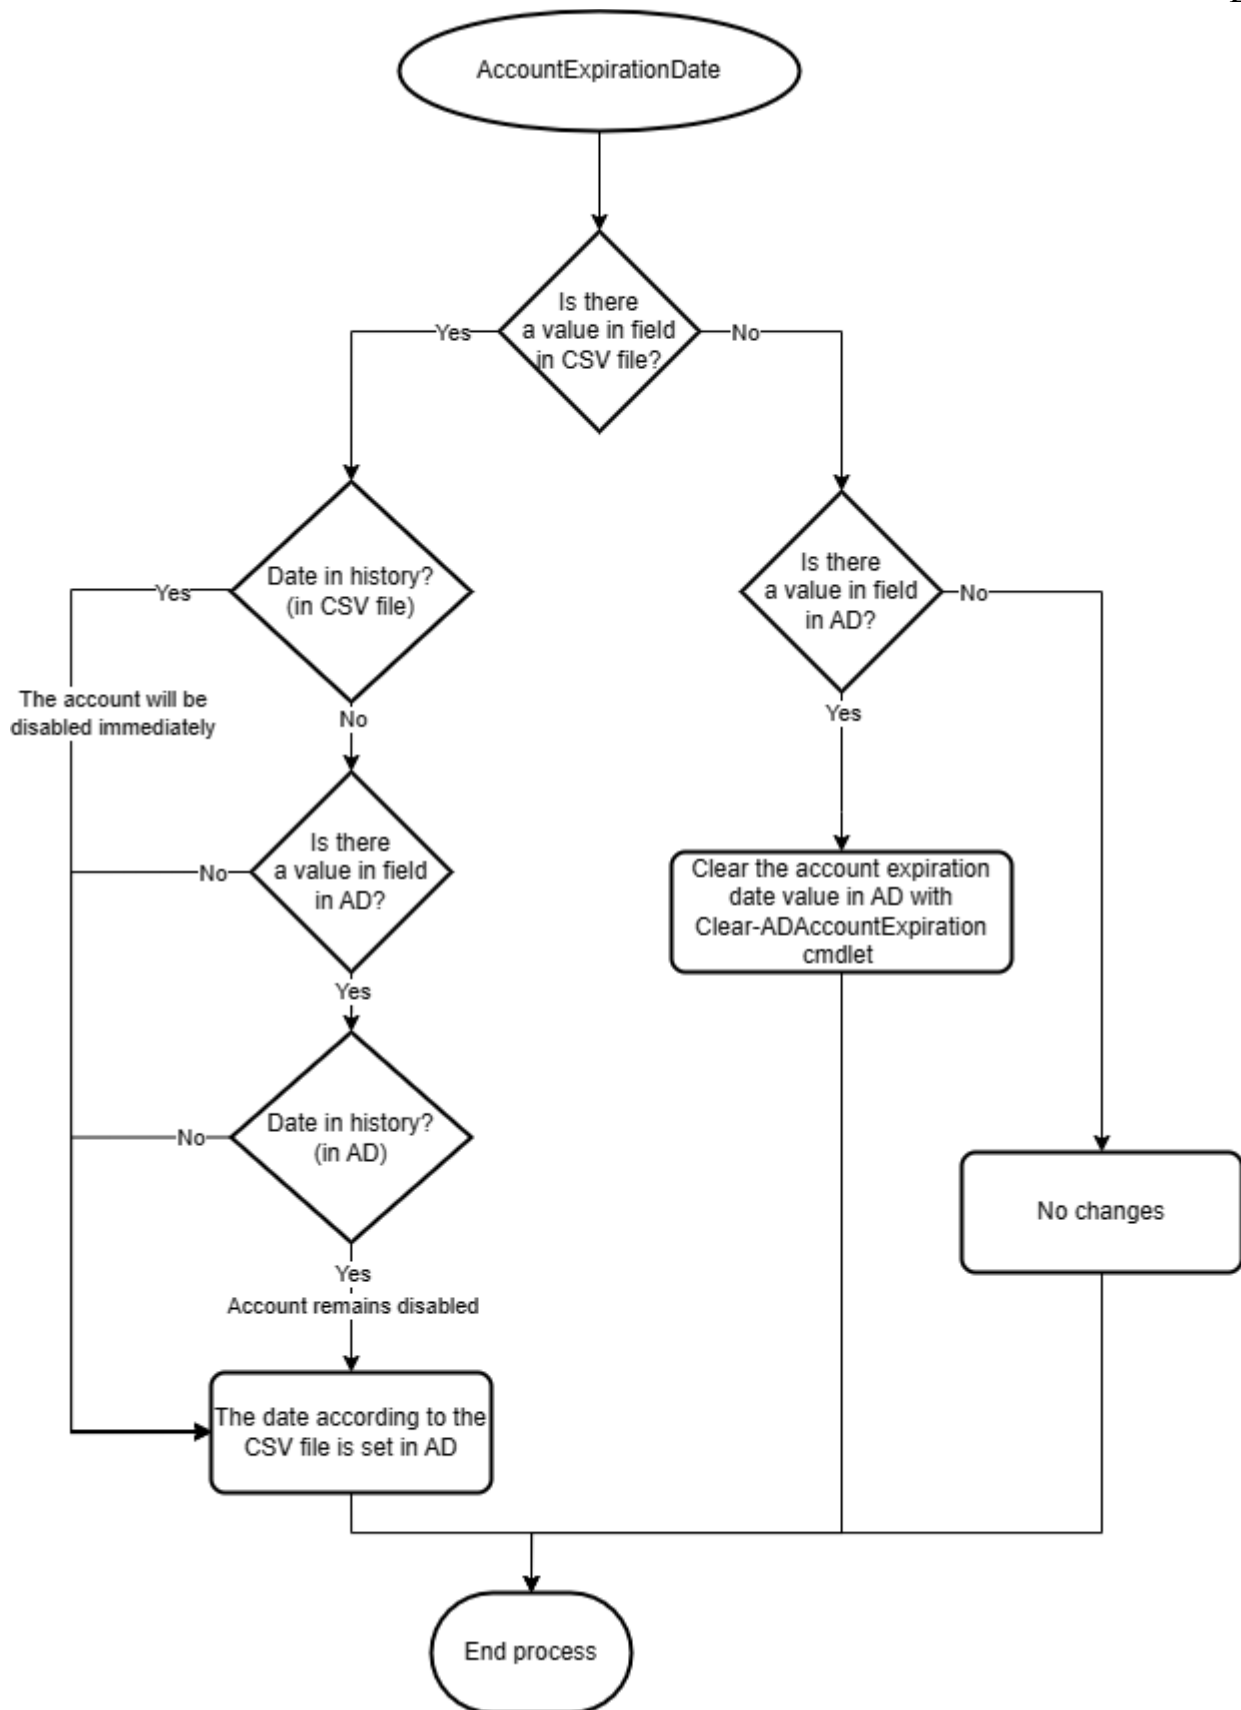 AccountExpirationDate
Is there
a value in field
in CSV file?
Yes
No
Date in history?
(in CSV file)
Yes
Is there
a value in field
in AD?
No
The account will be
disabled immediately
No
Yes
Is there
a value in field
in AD?
No
Clear the account expiration
date value in AD with
Clear-ADAccountExpiration
cmdlet
Yes
Date in history?
(in AD)
No
No changes
Yes
Account remains disabled
The date according to the
CSV file is set in AD
End process